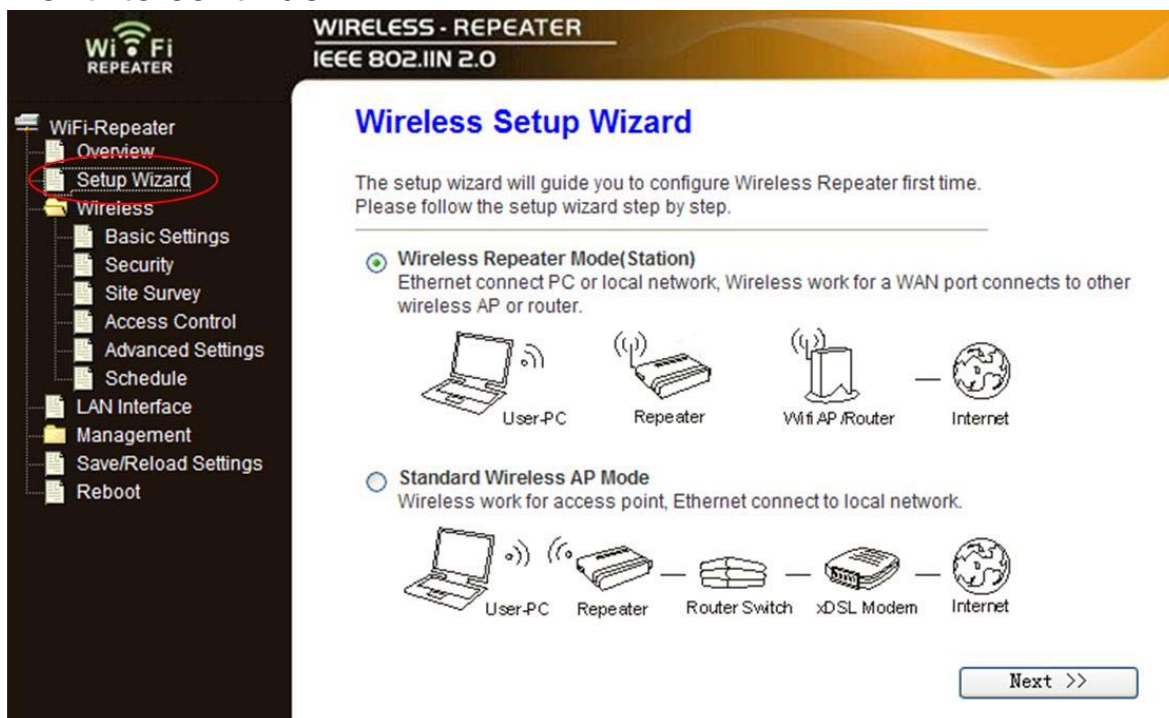 Wi Fi
REPEATER
WIRELESS - REPEATER
IEEE 802.11N 2.0
WiFi-Repeater
Overview
Setup Wizard
Wireless
Basic Settings
Security
Site Survey
Access Control
Advanced Settings
Schedule
LAN Interface
Management
Save/Reload Settings
Reboot
Wireless Setup Wizard
The setup wizard will guide you to configure Wireless Repeater first time.
Please follow the setup wizard step by step.
Wireless Repeater Mode(Station)
Ethernet connect PC or local network, Wireless work for a WAN port connects to other
wireless AP or router.
User-PC Repeater Wifi AP /Router Internet
Standard Wireless AP Mode
Wireless work for access point, Ethernet connect to local network.
User-PC Repeater Router Switch xDSL Modem Internet
Next >>